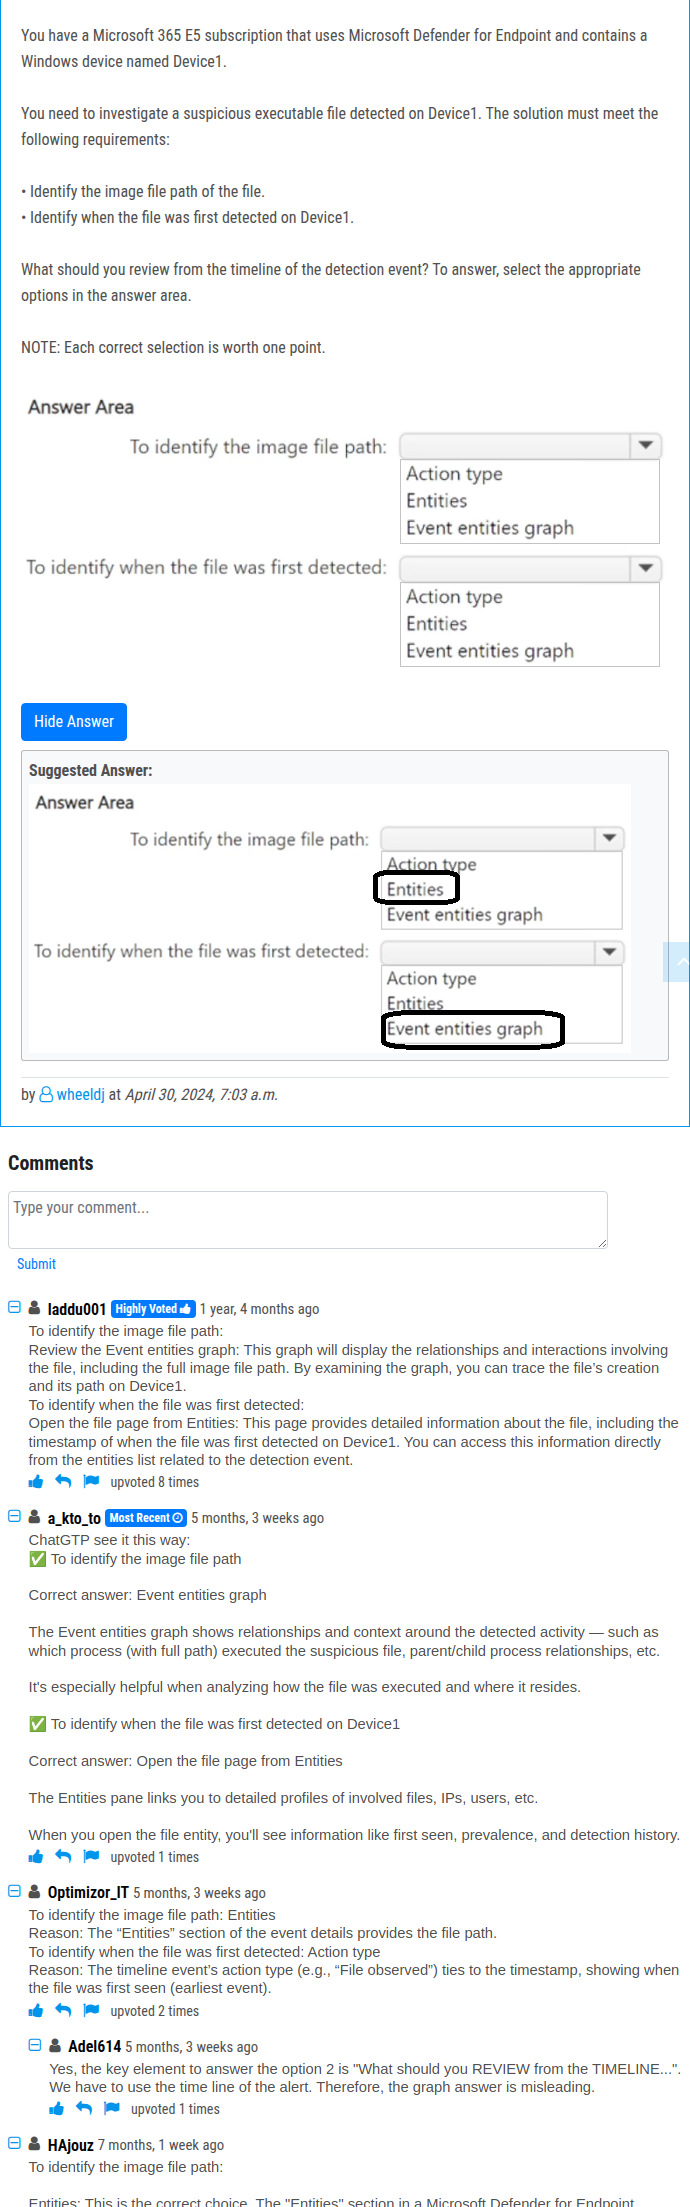 You have a Microsoft 365 E5 subscription that uses Microsoft Defender for Endpoint and contains a
Windows device named Device1.
You need to investigate a suspicious executable file detected on Device1. The solution must meet the
following requirements:
• Identify the image file path of the file.
• Identify when the file was first detected on Device1.
What should you review from the timeline of the detection event? To answer, select the appropriate
options in the answer area.
NOTE: Each correct selection is worth one point.
Answer Area
To identify the image file path:
Action type
Entities
Event entities graph
To identify when the file was first detected:
Action type
Entities
Event entities graph
Hide Answer
Suggested Answer:
Answer Area
To identify the image file path:
Action type
Entities
Event entities graph
To identify when the file was first detected:
Action type
Entities
Event entities graph
by wheeldj at April 30, 2024, 7:03 a.m.
Comments
Type your comment...
Submit
laddu001 Highly Voted 1 year, 4 months ago
To identify the image file path:
Review the Event entities graph: This graph will display the relationships and interactions involving
the file, including the full image file path. By examining the graph, you can trace the file's creation
and its path on Device1.
To identify when the file was first detected:
Open the file page from Entities: This page provides detailed information about the file, including the
timestamp of when the file was first detected on Device1. You can access this information directly
from the entities list related to the detection event.
upvoted 8 times
a_kto_to Most Recent 5 months, 3 weeks ago
ChatGTP see it this way:
✅ To identify the image file path
Correct answer: Event entities graph
The Event entities graph shows relationships and context around the detected activity — such as
which process (with full path) executed the suspicious file, parent/child process relationships, etc.
It's especially helpful when analyzing how the file was executed and where it resides.
✅ To identify when the file was first detected on Device1
Correct answer: Open the file page from Entities
The Entities pane links you to detailed profiles of involved files, IPs, users, etc.
When you open the file entity, you'll see information like first seen, prevalence, and detection history.
upvoted 1 times
Optimizor_IT 5 months, 3 weeks ago
To identify the image file path: Entities
Reason: The “Entities” section of the event details provides the file path.
To identify when the file was first detected: Action type
Reason: The timeline event's action type (e.g., “File observed”) ties to the timestamp, showing when
the file was first seen (earliest event).
upvoted 2 times
Adel614 5 months, 3 weeks ago
Yes, the key element to answer the option 2 is "What should you REVIEW from the TIMELINE...".
We have to use the time line of the alert. Therefore, the graph answer is misleading.
upvoted 1 times
HAjouz 7 months, 1 week ago
To identify the image file path:
Entities: This is the correct choice. The "Entities" section in a Microsoft Defender for Endpoint